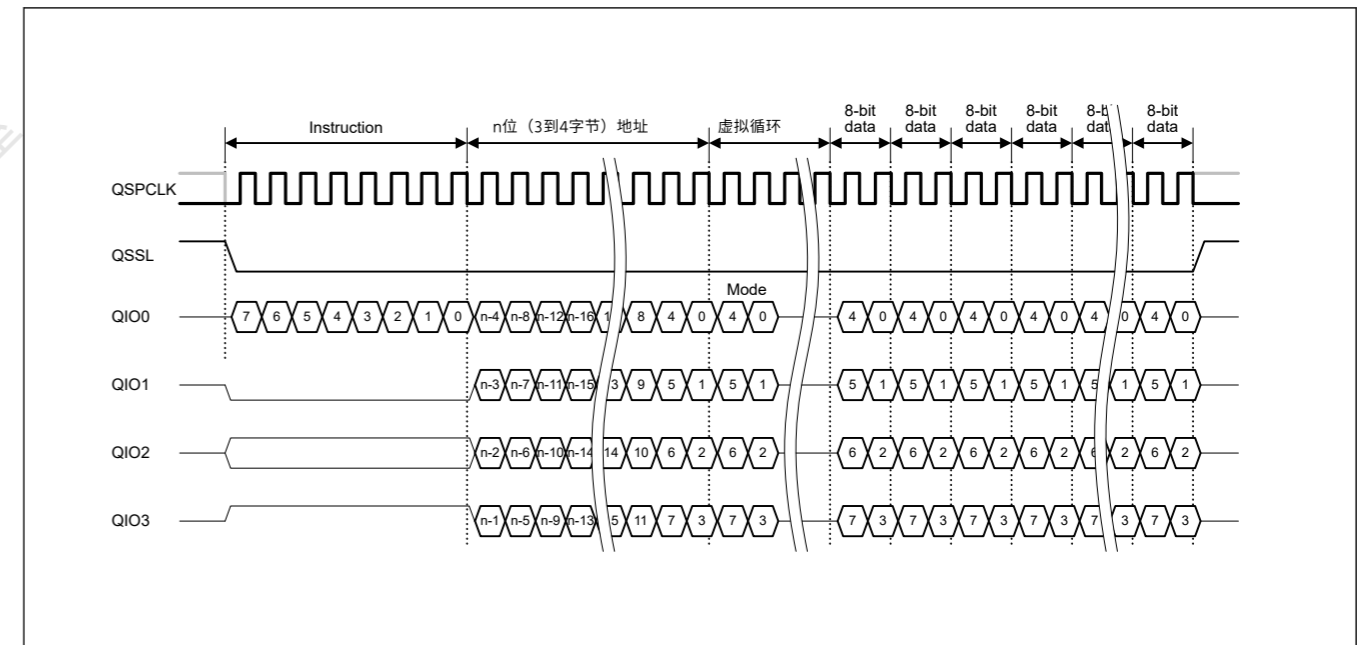 8-bit 8-bit 8-bit 8-bit 8-bit 8-bit
Instruction n位（3到4字节）地址 虚拟循环 data data data data data data
QSPCLK
QSSL
Mode
QIO0 7 6 5 4 3 2 1 0 n-4 n-8 n-12 n-16 8 4 0 4 0 4 0 4 0 4 0 4 0 4 0 4 0
QIO1 n-3 n-7 n-11 n-15 9 5 1 5 1 5 1 5 1 5 1 5 1 5 1 5 1
QIO2 n-2 n-6 n-10 n-14 14 10 6 2 6 2 6 2 6 2 6 2 6 2 6 2 6 2
QIO3 n-1 n-5 n-9 n-13 11 7 3 7 3 7 3 7 3 7 3 7 3 7 3 7 3